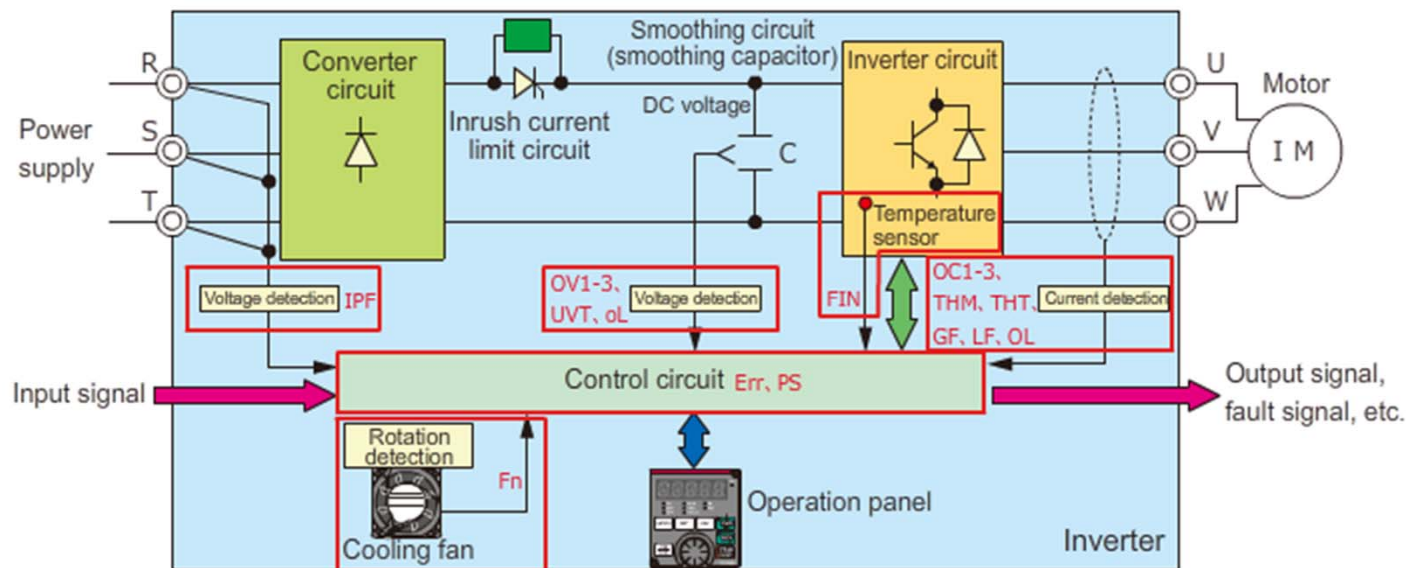 Power
supply
R
S
T
Converter
circuit
Inrush current
limit circuit
Smoothing circuit
(smoothing capacitor)
DC voltage
C
Inverter circuit
Temperature
sensor
U
V
W
Motor
I M
Voltage detection IPF
OV1-3、
UVT、oL
Voltage detection
FIN
OC1-3、
THM、THT、
GF、LF、OL
Current detection
Input signal
Control circuit Err、PS
Output signal,
fault signal, etc.
Rotation
detection
Fn
Cooling fan
Operation panel
Inverter